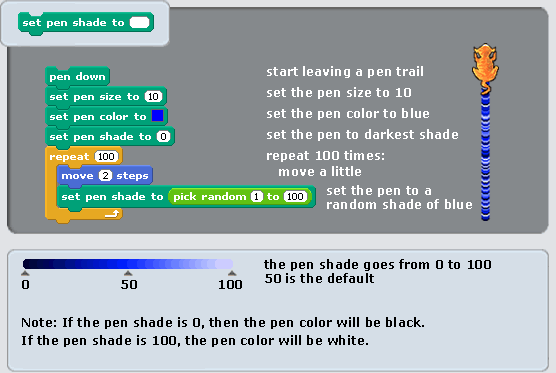 set pen shade to
pen down
set pen size to 10
set pen color to
set pen shade to 0
repeat 100
move 2 steps
set pen shade to pick random 1 to 100
start leaving a pen trail
set the pen size to 10
set the pen color to blue
set the pen to darkest shade
repeat 100 times:
move a little
set the pen to a
random shade of blue
0 50 100
the pen shade goes from 0 to 100
50 is the default
Note: If the pen shade is 0, then the pen color will be black.
If the pen shade is 100, the pen color will be white.